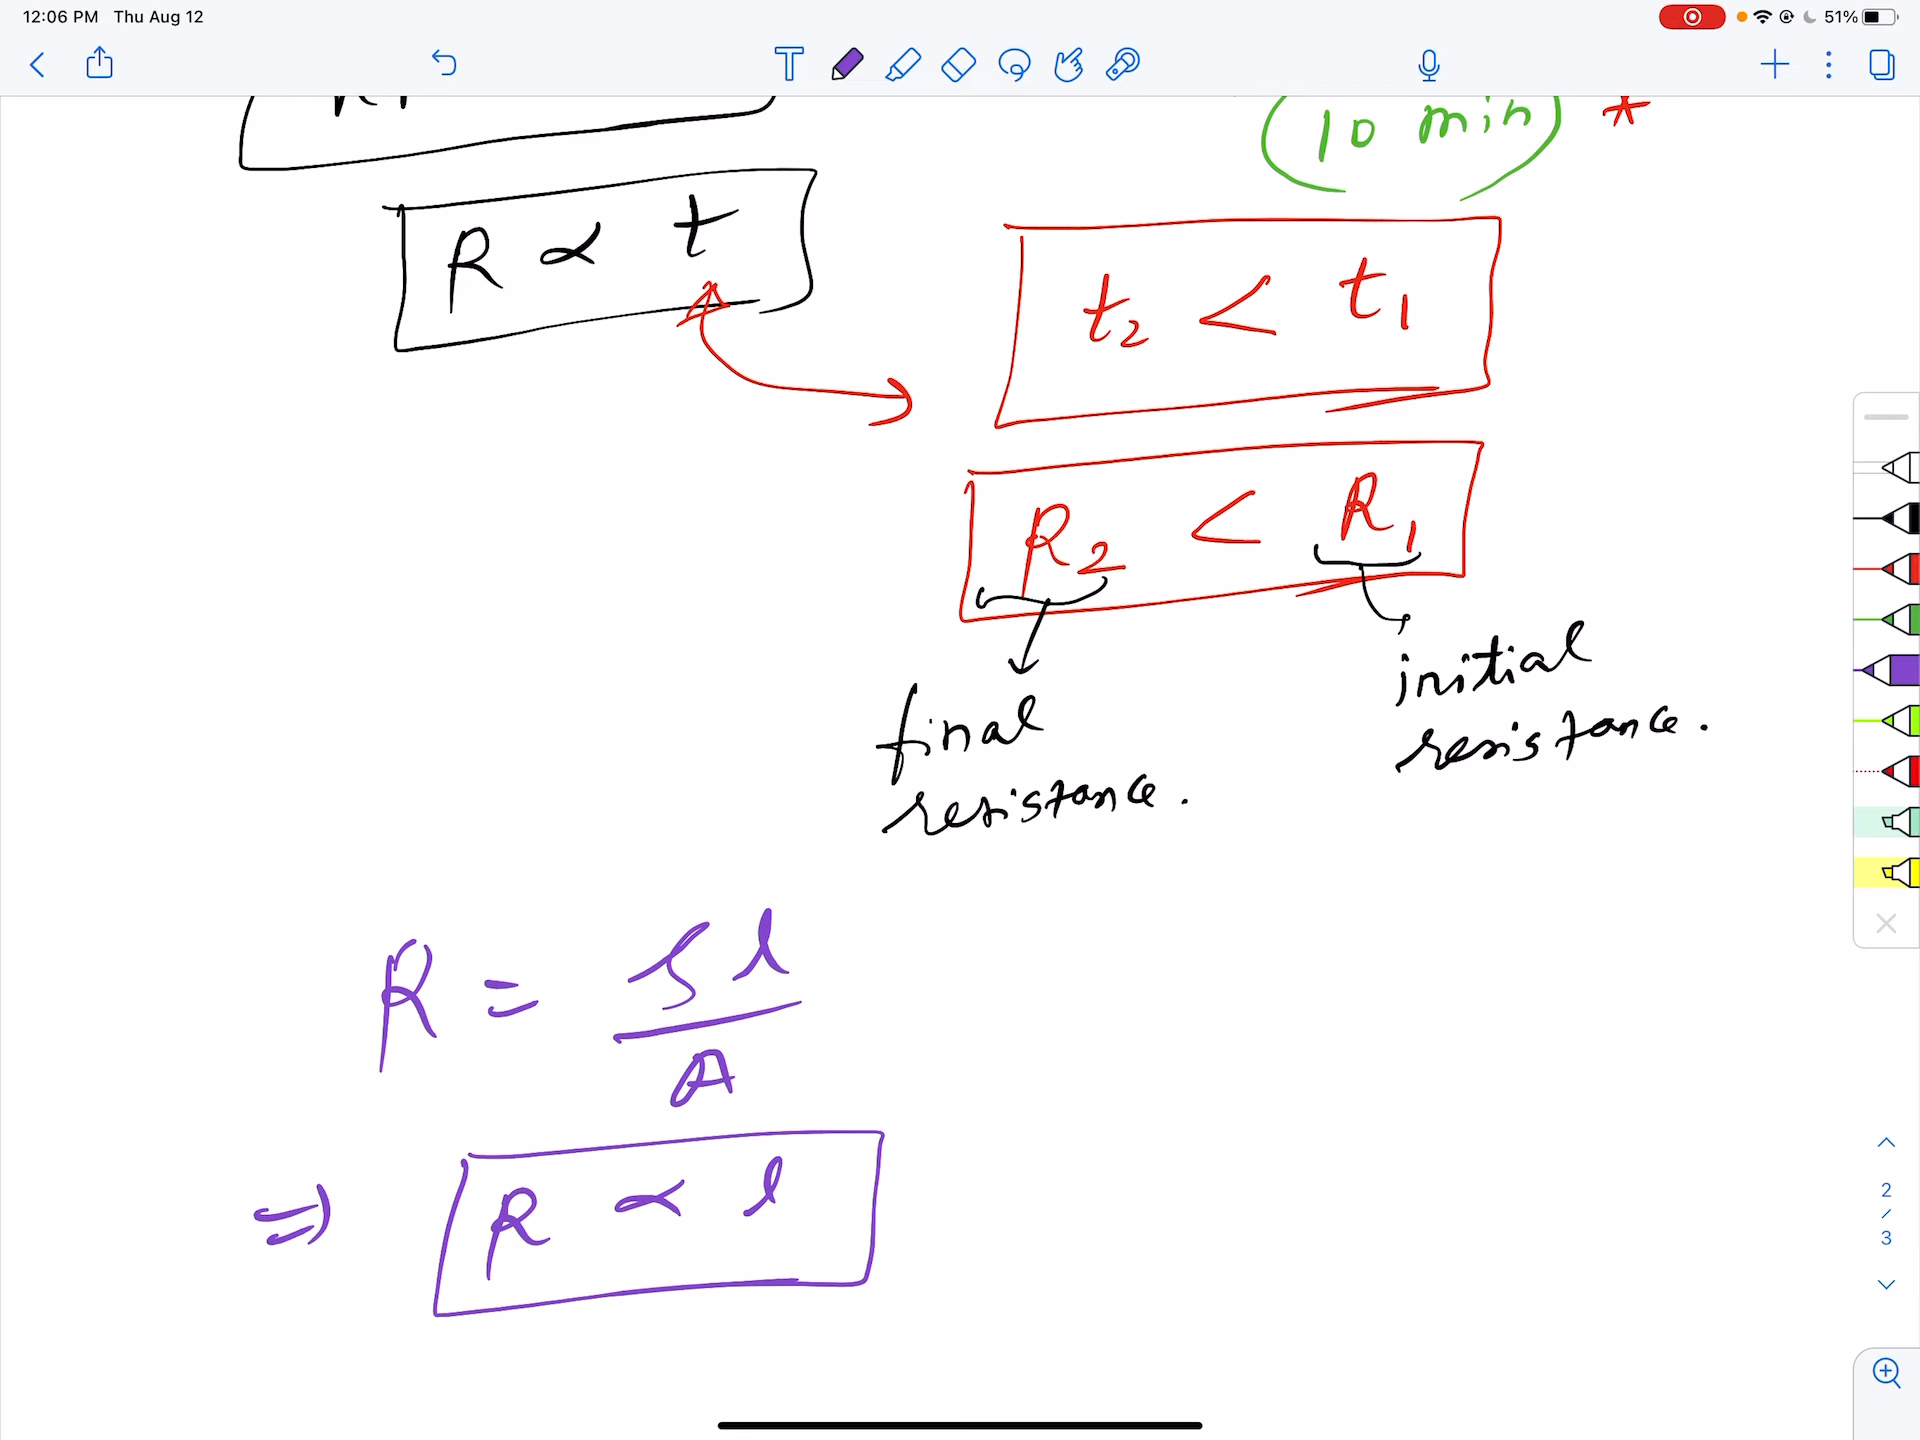 12:06 PM Thu Aug 12
51%
(10 min) *
R ∝ t
t₂ < t₁
R₂ < R₁
final
resistance.
initial
resistance.
R = ρl/A
⇒ R ∝ l
2
/
3